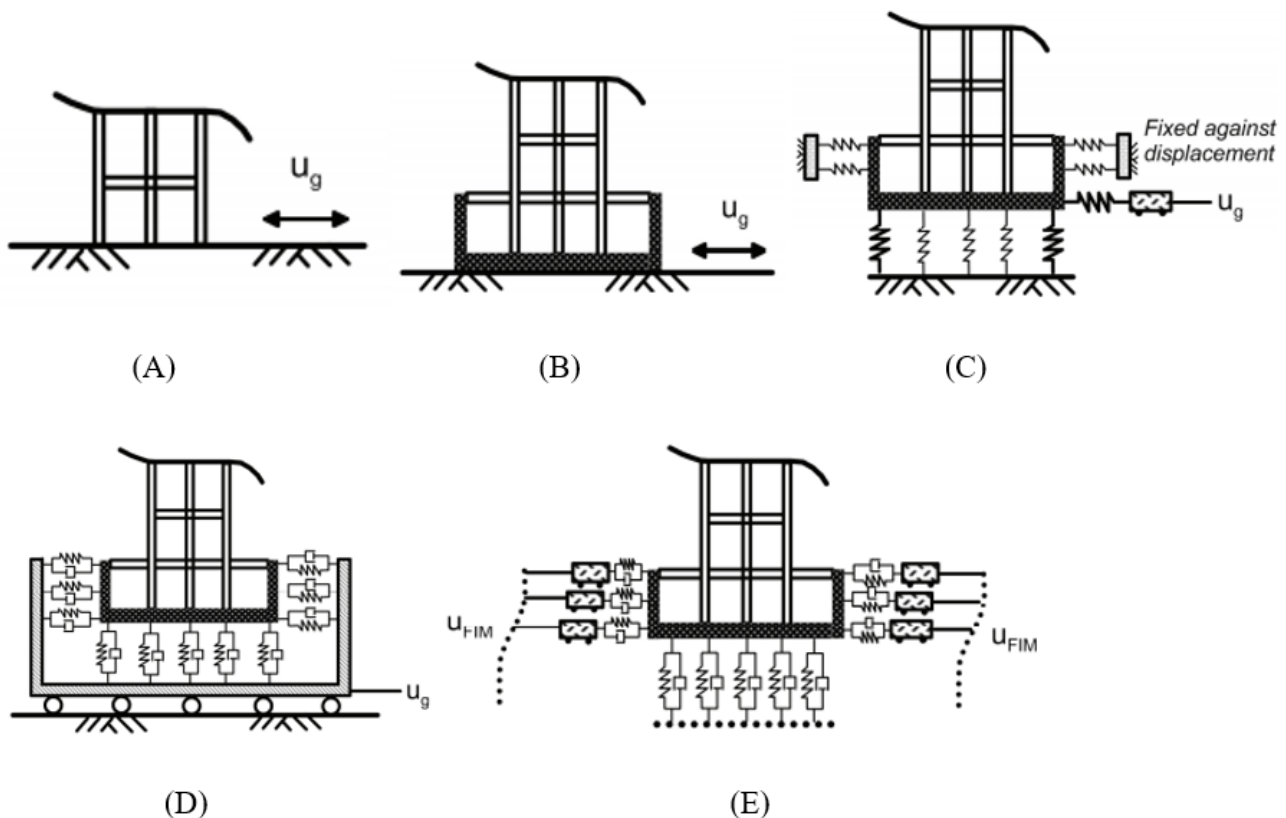 u_g
u_g
Fixed against
displacement
u_g
(A)
(B)
(C)
u_g
u_FIM
u_FIM
(D)
(E)